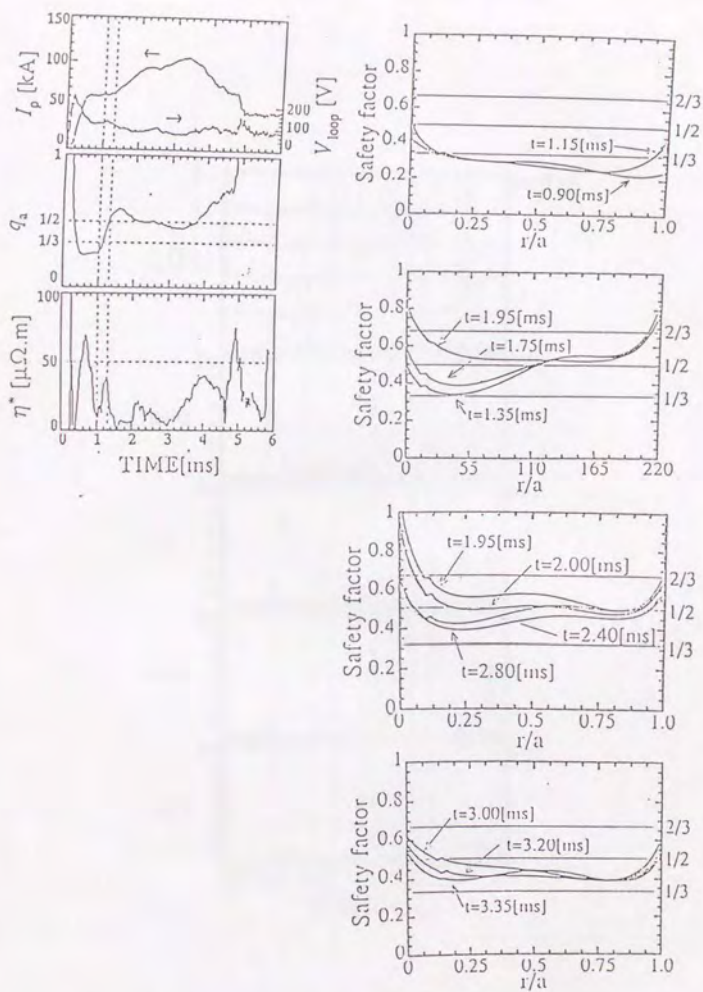 I_p [kA]
150
100
50
0
←
→
200
100
0
V_loop [V]
q_a
1
1/2
1/3
0
η* [μΩ.m]
100
50
0
0 1 2 3 4 5 6
TIME[ms]
Safety factor
1
0.8
0.6
0.4
0.2
0
2/3
1/2
1/3
t=1.15[ms]
t=0.90[ms]
0 0.25 0.5 0.75 1.0
r/a
Safety factor
1
0.8
0.6
0.4
0.2
0
2/3
1/2
1/3
t=1.95[ms]
t=1.75[ms]
t=1.35[ms]
0 55 110 165 220
r/a
Safety factor
1
0.8
0.6
0.4
0.2
0
2/3
1/2
1/3
t=1.95[ms]
t=2.00[ms]
t=2.40[ms]
t=2.80[ms]
0 0.25 0.5 0.75 1.0
r/a
Safety factor
1
0.8
0.6
0.4
0.2
0
2/3
1/2
1/3
t=3.00[ms]
t=3.20[ms]
t=3.35[ms]
0 0.25 0.5 0.75 1.0
r/a